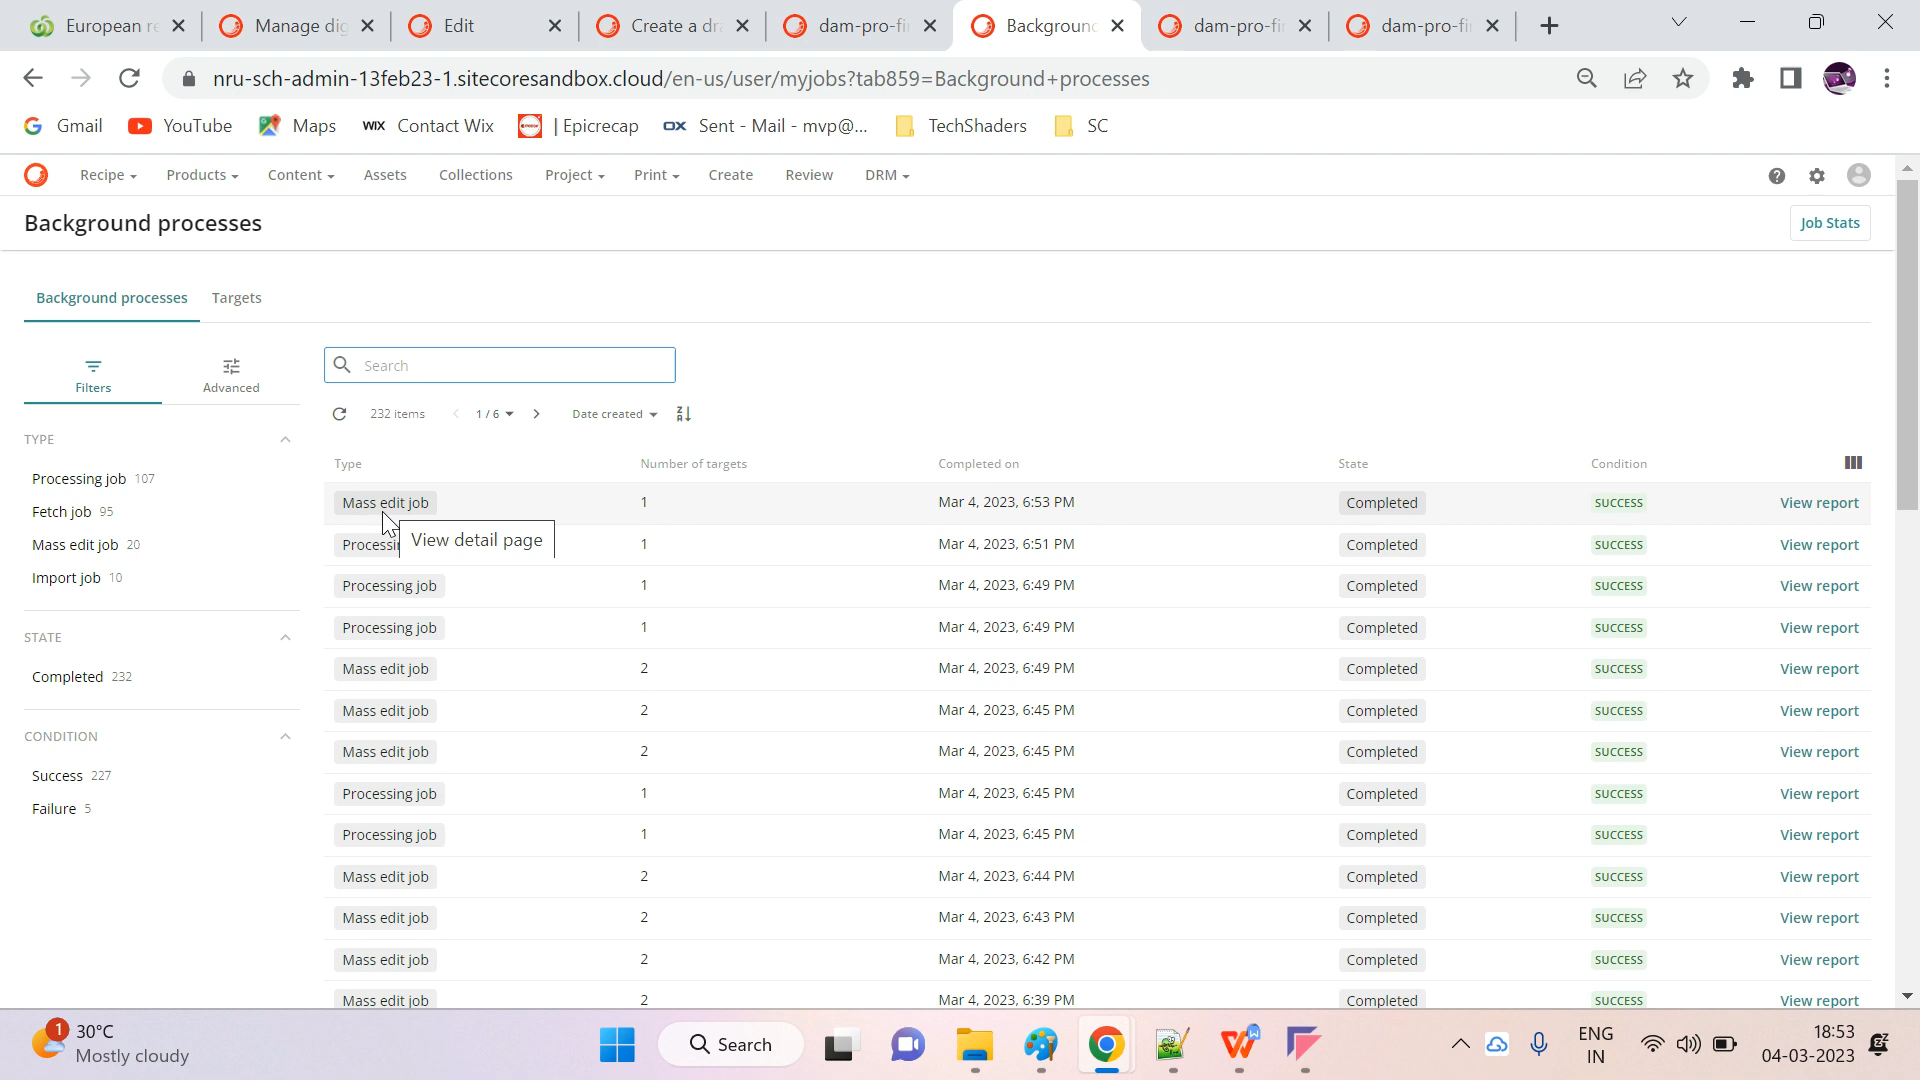 European re
Manage dig
Edit
Create a dra
dam-pro-fir
Background
dam-pro-fir
dam-pro-fir
nru-sch-admin-13feb23-1.sitecoresandbox.cloud/en-us/user/myjobs?tab859=Background+processes
Gmail YouTube Maps WIX Contact Wix | Epicrecap OX Sent - Mail - mvp@... TechShaders SC
Recipe Products Content Assets Collections Project Print Create Review DRM
Background processes
Job Stats
Background processes Targets
Filters Advanced
Search
232 items 1 / 6 Date created
TYPE
Processing job 107
Fetch job 95
Mass edit job 20
Import job 10
STATE
Completed 232
CONDITION
Success 227
Failure 5
Type Number of targets Completed on State Condition
Mass edit job 1 Mar 4, 2023, 6:53 PM Completed SUCCESS View report
View detail page
Processi 1 Mar 4, 2023, 6:51 PM Completed SUCCESS View report
Processing job 1 Mar 4, 2023, 6:49 PM Completed SUCCESS View report
Processing job 1 Mar 4, 2023, 6:49 PM Completed SUCCESS View report
Mass edit job 2 Mar 4, 2023, 6:49 PM Completed SUCCESS View report
Mass edit job 2 Mar 4, 2023, 6:45 PM Completed SUCCESS View report
Mass edit job 2 Mar 4, 2023, 6:45 PM Completed SUCCESS View report
Processing job 1 Mar 4, 2023, 6:45 PM Completed SUCCESS View report
Processing job 1 Mar 4, 2023, 6:45 PM Completed SUCCESS View report
Mass edit job 2 Mar 4, 2023, 6:44 PM Completed SUCCESS View report
Mass edit job 2 Mar 4, 2023, 6:43 PM Completed SUCCESS View report
Mass edit job 2 Mar 4, 2023, 6:42 PM Completed SUCCESS View report
Mass edit job 2 Mar 4, 2023, 6:39 PM Completed SUCCESS View report
1
30°C
Mostly cloudy
Search
ENG
IN
18:53
04-03-2023